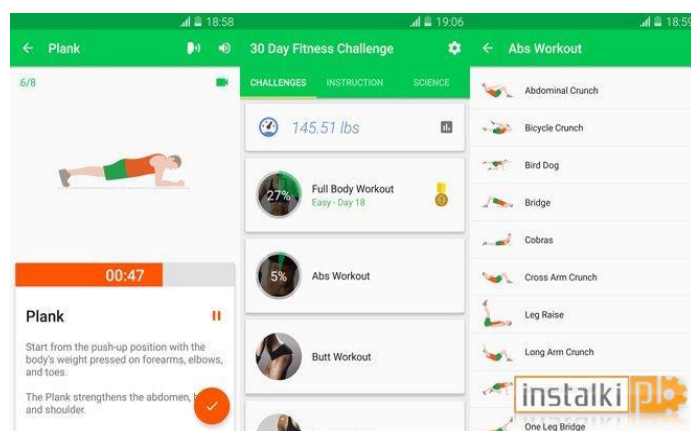 18:58
Plank
6/8
00:47
Plank
Start from the push-up position with the
body's weight pressed on forearms, elbows,
and toes.
The Plank strengthens the abdomen,
and shoulder.
19:06
30 Day Fitness Challenge
CHALLENGES INSTRUCTION SCIENCE
145.51 lbs
27%
Full Body Workout
Easy - Day 18
5%
Abs Workout
Butt Workout
18:59
Abs Workout
Abdominal Crunch
Bicycle Crunch
Bird Dog
Bridge
Cobras
Cross Arm Crunch
Leg Raise
Long Arm Crunch
instalki pl
One Leg Bridge